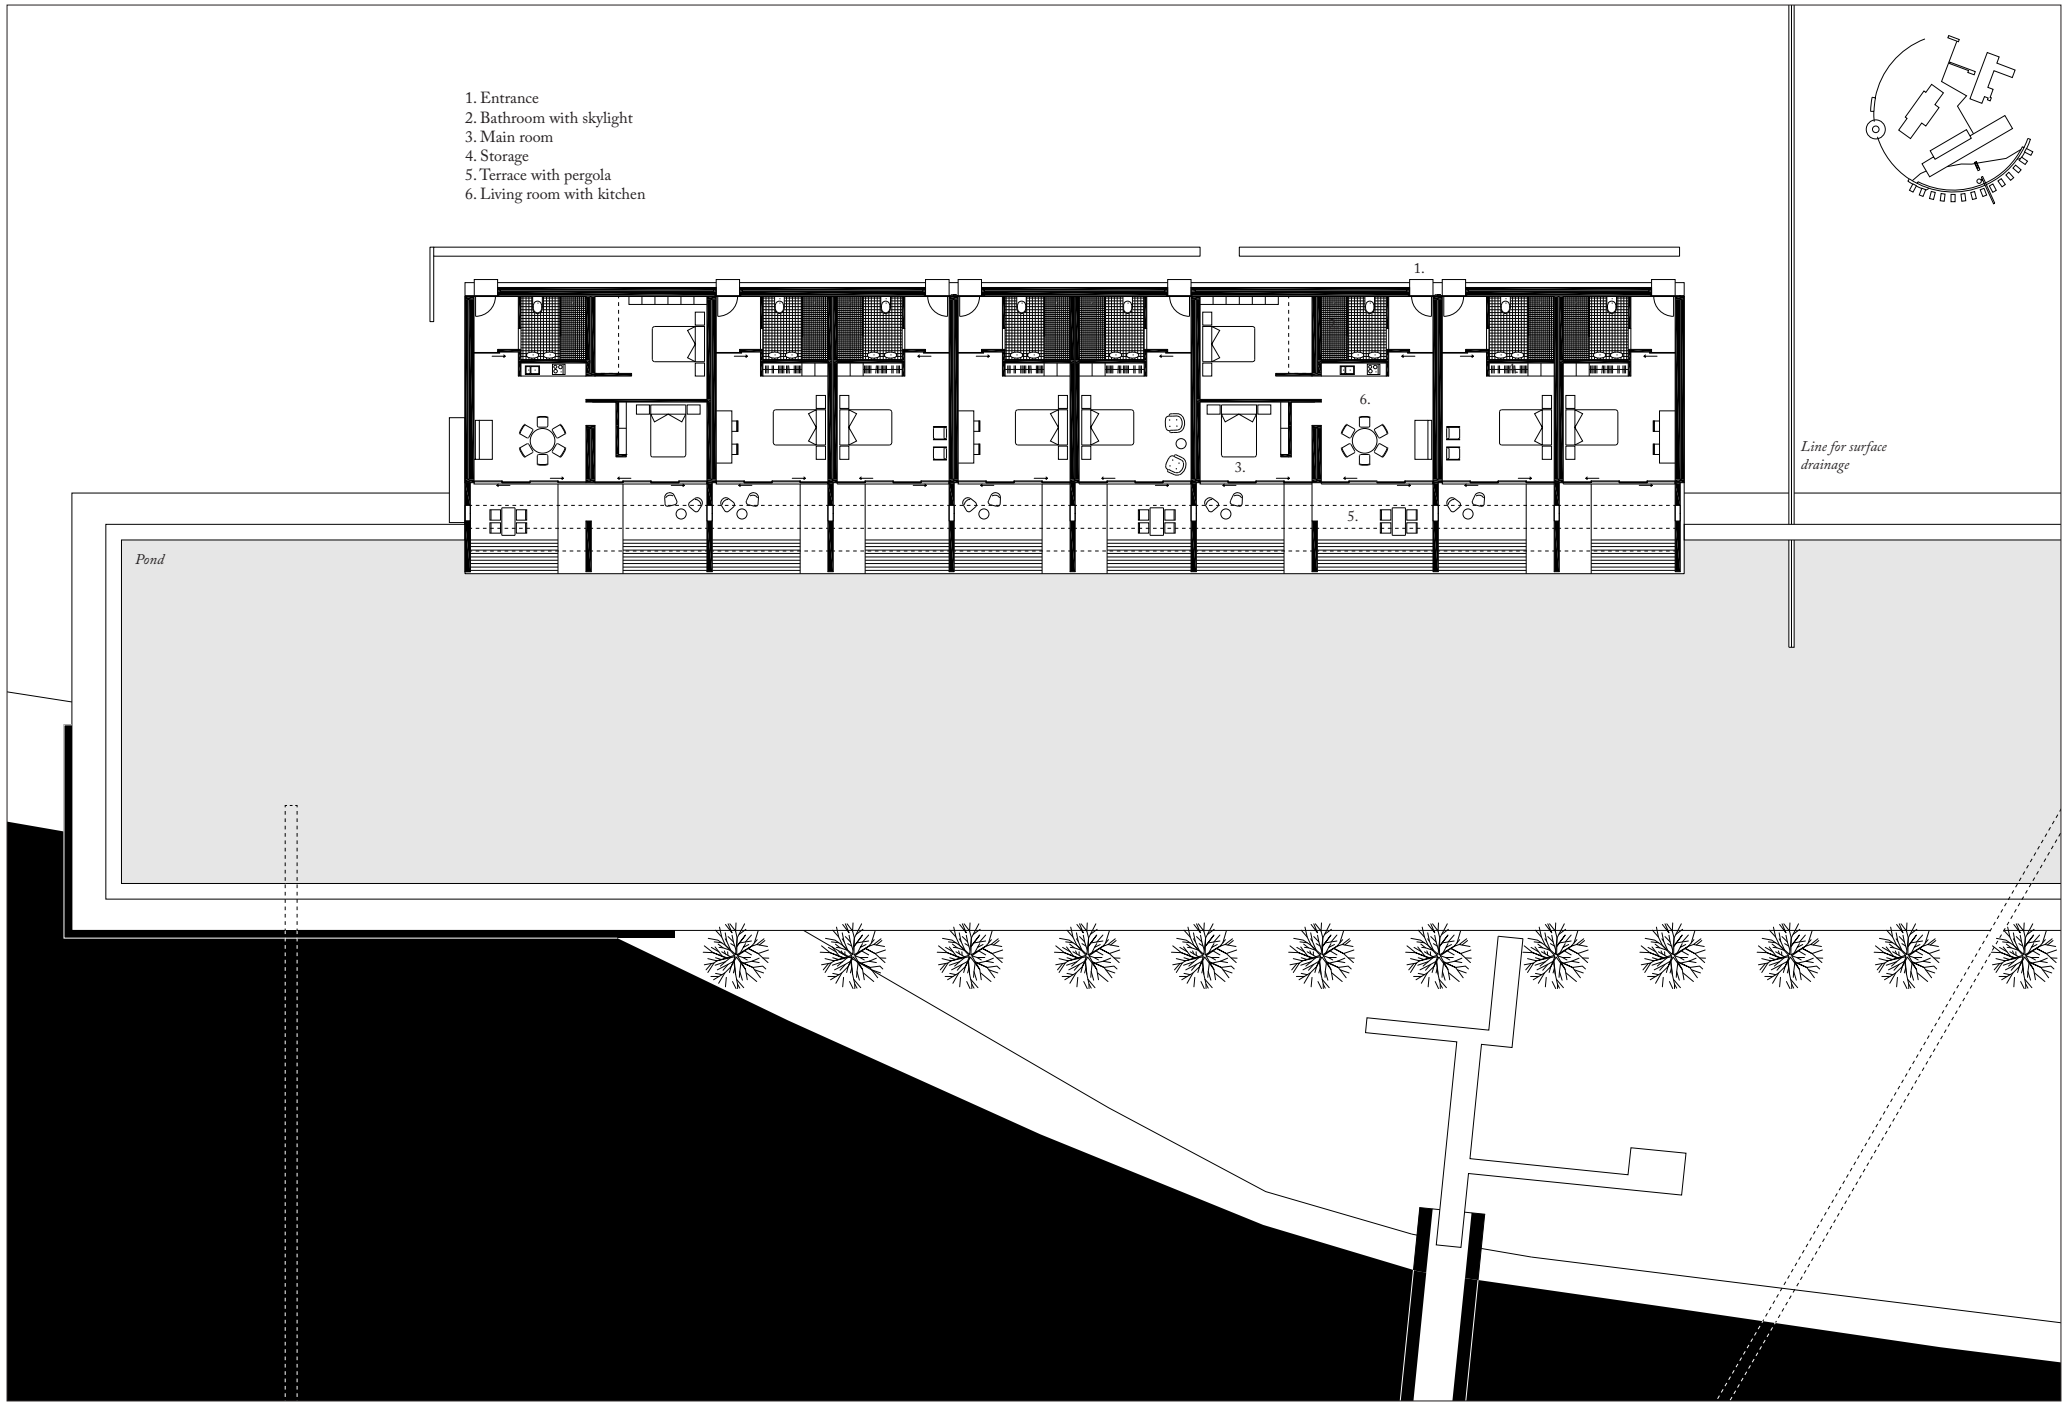 1. Entrance
2. Bathroom with skylight
3. Main room
4. Storage
5. Terrace with pergola
6. Living room with kitchen
1.
6.
Line for surface
drainage
3.
5.
Pond